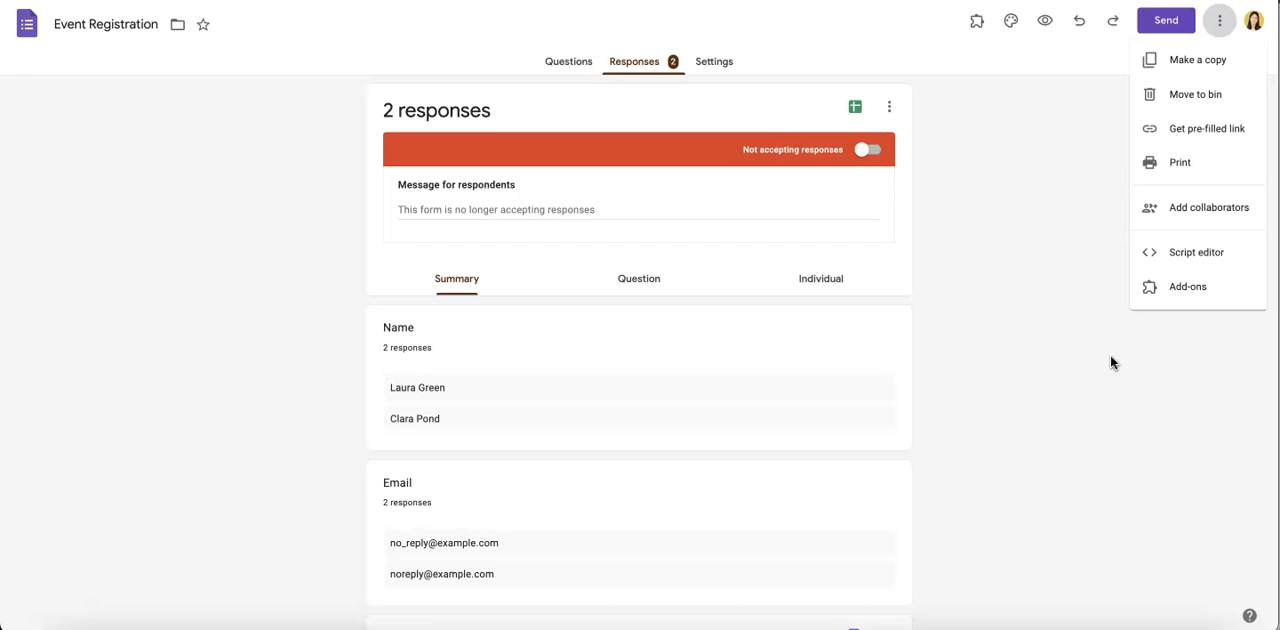 Event Registration
Send
Questions
Responses 2
Settings
Make a copy
Move to bin
Get pre-filled link
Print
Add collaborators
Script editor
Add-ons
2 responses
Not accepting responses
Message for respondents
This form is no longer accepting responses
Summary
Question
Individual
Name
2 responses
Laura Green
Clara Pond
Email
2 responses
no_reply@example.com
noreply@example.com